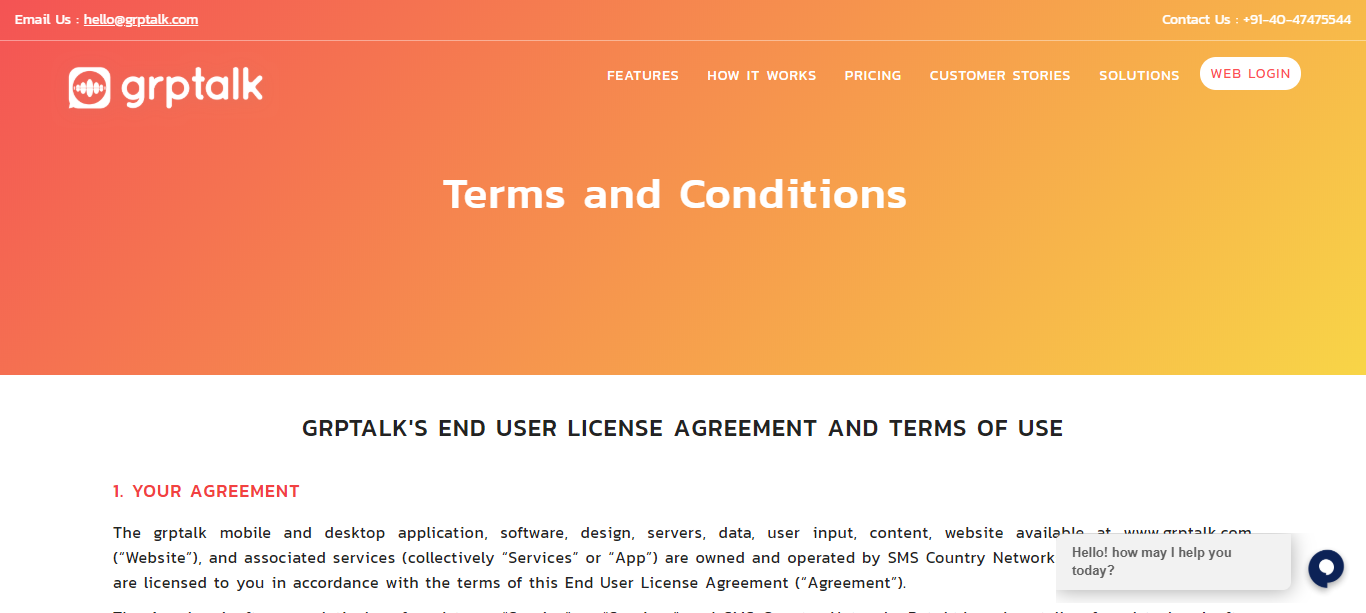 Email Us : hello@grptalk.com
Contact Us : +91-40-47475544
grptalk
FEATURES HOW IT WORKS PRICING CUSTOMER STORIES SOLUTIONS WEB LOGIN
Terms and Conditions
GRPTALK'S END USER LICENSE AGREEMENT AND TERMS OF USE
1. YOUR AGREEMENT
The grptalk mobile and desktop application, software, design, servers, data, user input, content, website available at www.grptalk.com
(“Website”), and associated services (collectively “Services” or “App”) are owned and operated by SMS Country Network
are licensed to you in accordance with the terms of this End User License Agreement (“Agreement”).
Hello! how may I help you
today?